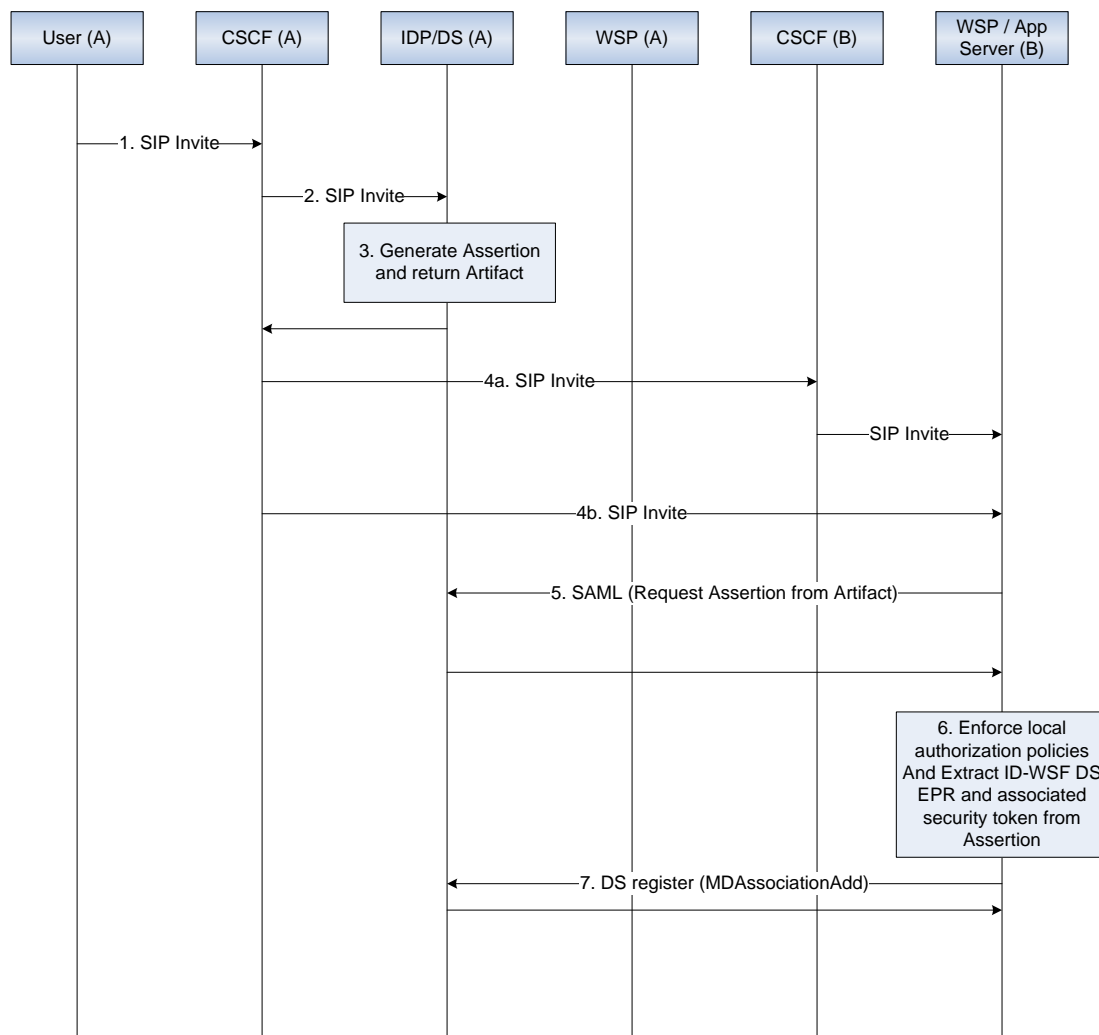 User (A)
CSCF (A)
IDP/DS (A)
WSP (A)
CSCF (B)
WSP / App
Server (B)
1. SIP Invite
2. SIP Invite
3. Generate Assertion
and return Artifact
4a. SIP Invite
SIP Invite
4b. SIP Invite
5. SAML (Request Assertion from Artifact)
6. Enforce local
authorization policies
And Extract ID-WSF DS
EPR and associated
security token from
Assertion
7. DS register (MDAssociationAdd)